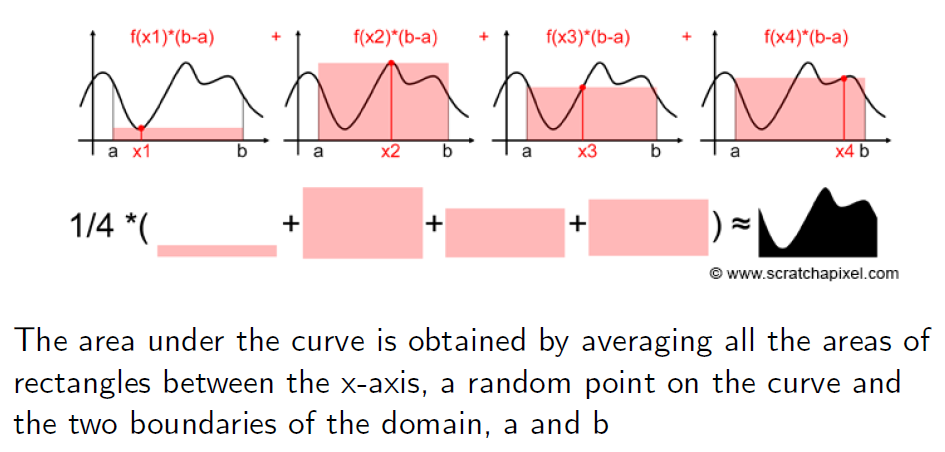 f(x1)*(b-a) + f(x2)*(b-a) + f(x3)*(b-a) + f(x4)*(b-a)
a x1 b a x2 b a x3 b a x4 b
1/4 *( + + + ) ≈
© www.scratchapixel.com
The area under the curve is obtained by averaging all the areas of
rectangles between the x-axis, a random point on the curve and
the two boundaries of the domain, a and b